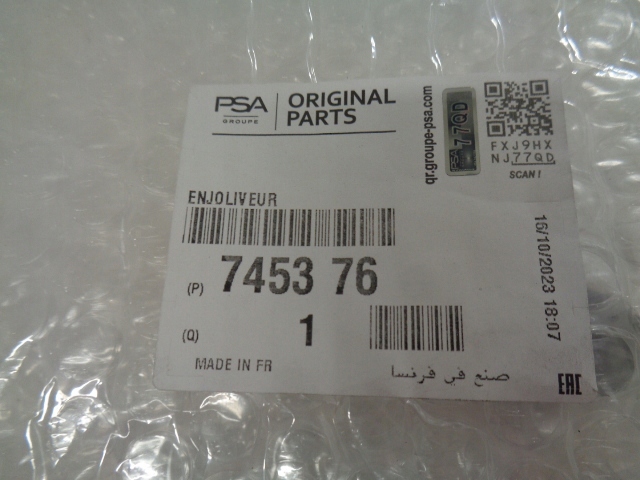 PSA
GROUPE
ORIGINAL
PARTS
qr.groupe-psa.com
PSA 77QD
FXJ9HX
NJ77QD
SCAN !
ENJOLIVEUR
(P) 7453 76
16/10/2023 18:07
(Q) 1
MADE IN FR
صنع في فرنسا
EAC